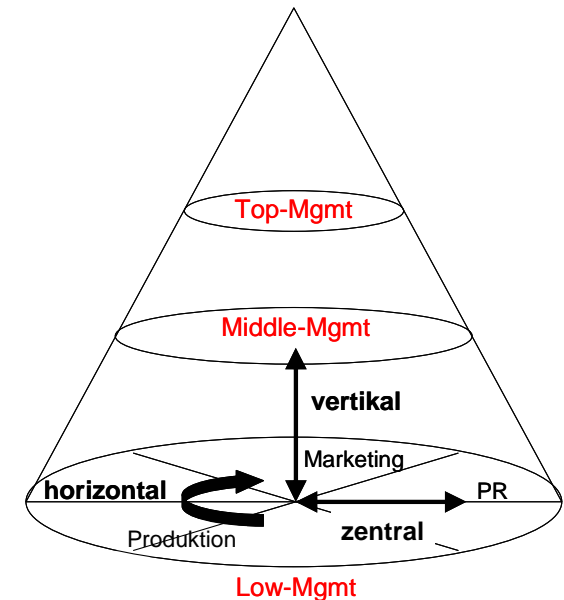 Top-Mgmt
Middle-Mgmt
vertikal
Marketing
horizontal
PR
zentral
Produktion
Low-Mgmt